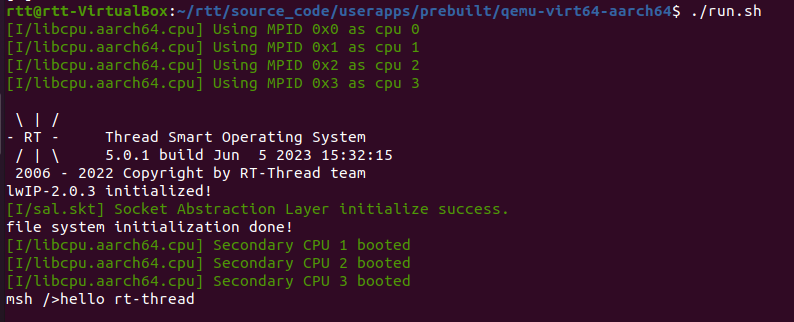 rtt@rtt-VirtualBox:~/rtt/source_code/userapps/prebuilt/qemu-virt64-aarch64$ ./run.sh
[I/libcpu.aarch64.cpu] Using MPID 0x0 as cpu 0
[I/libcpu.aarch64.cpu] Using MPID 0x1 as cpu 1
[I/libcpu.aarch64.cpu] Using MPID 0x2 as cpu 2
[I/libcpu.aarch64.cpu] Using MPID 0x3 as cpu 3
 \ | /
- RT -     Thread Smart Operating System
 / | \     5.0.1 build Jun  5 2023 15:32:15
 2006 - 2022 Copyright by RT-Thread team
lwIP-2.0.3 initialized!
[I/sal.skt] Socket Abstraction Layer initialize success.
file system initialization done!
[I/libcpu.aarch64.cpu] Secondary CPU 1 booted
[I/libcpu.aarch64.cpu] Secondary CPU 2 booted
[I/libcpu.aarch64.cpu] Secondary CPU 3 booted
msh />hello rt-thread